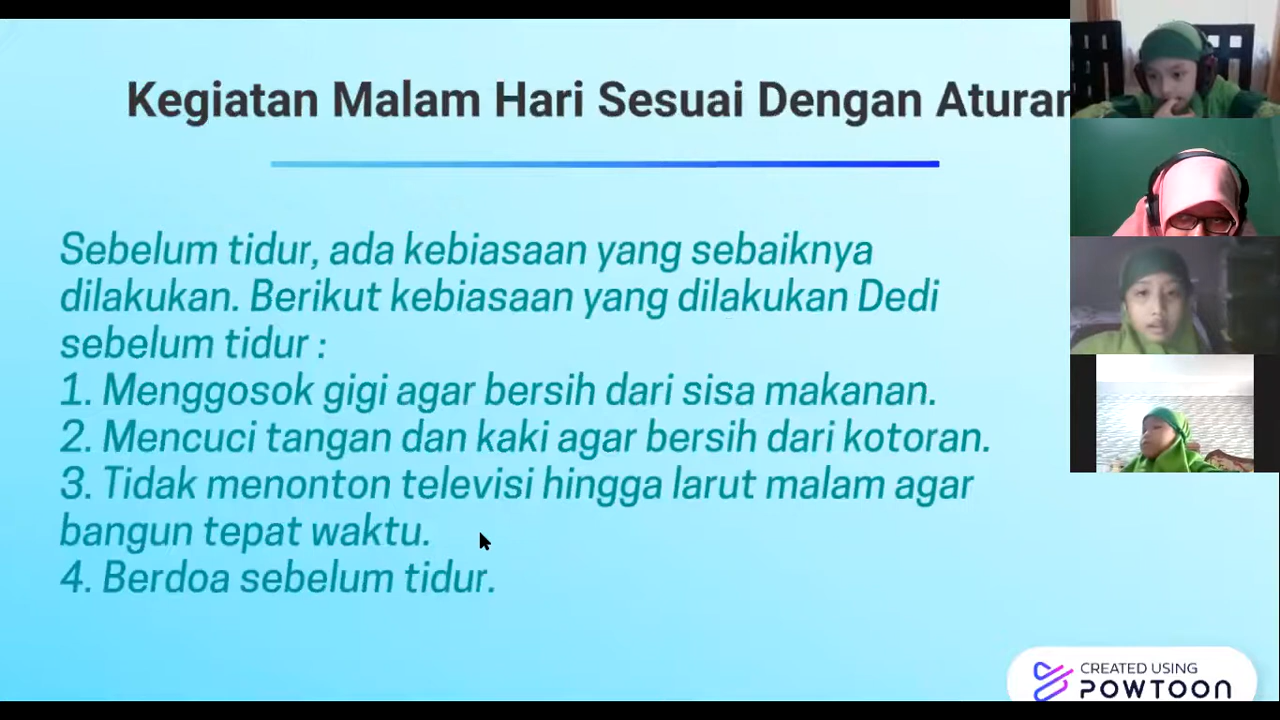 Kegiatan Malam Hari Sesuai Dengan Aturan
Sebelum tidur, ada kebiasaan yang sebaiknya
dilakukan. Berikut kebiasaan yang dilakukan Dedi
sebelum tidur :
1. Menggosok gigi agar bersih dari sisa makanan.
2. Mencuci tangan dan kaki agar bersih dari kotoran.
3. Tidak menonton televisi hingga larut malam agar
bangun tepat waktu.
4. Berdoa sebelum tidur.
CREATED USING
POWTOON